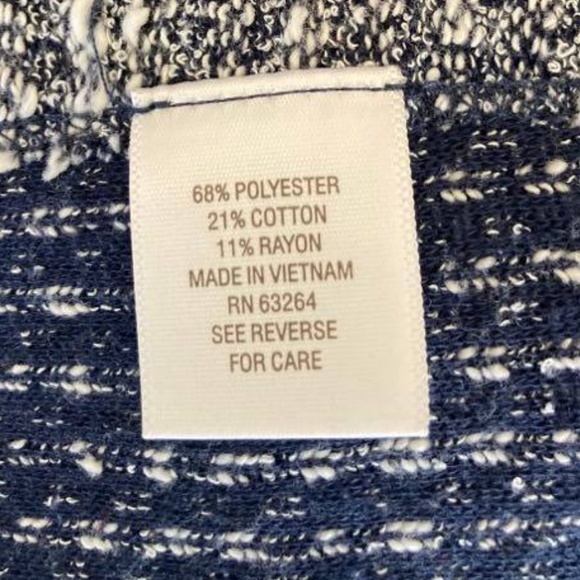 68% POLYESTER
21% COTTON
11% RAYON
MADE IN VIETNAM
RN 63264
SEE REVERSE
FOR CARE